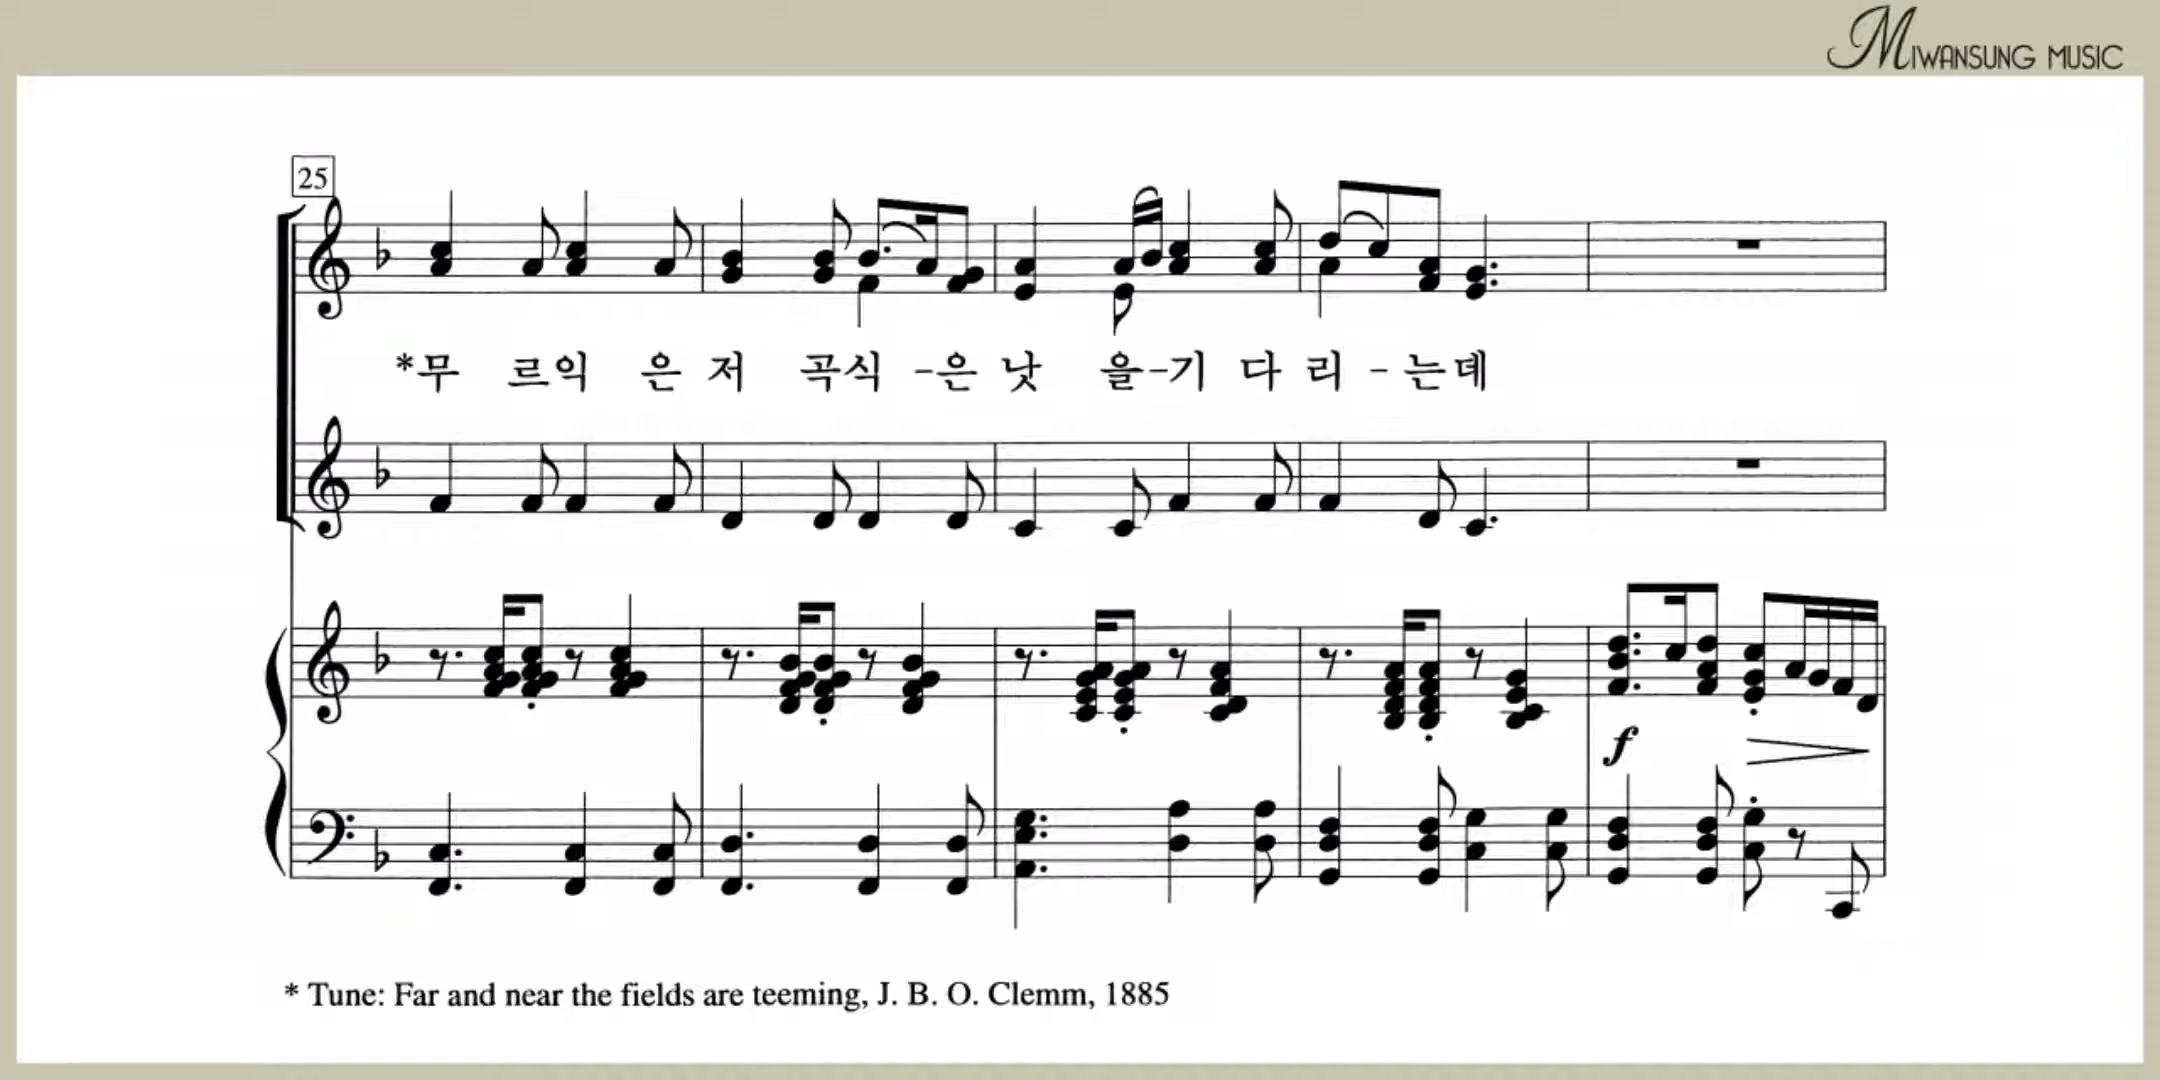 MIWANSUNG MUSIC
25
*무 르익 은 저 곡식 -은 낫 을-기 다 리 - 는데
f
* Tune: Far and near the fields are teeming, J. B. O. Clemm, 1885